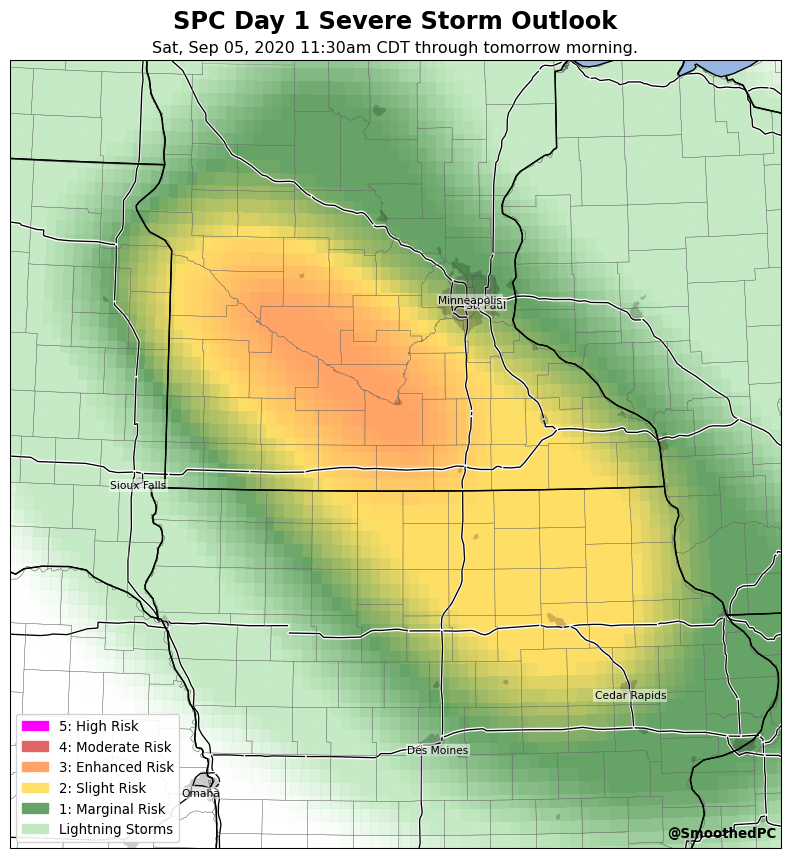 SPC Day 1 Severe Storm Outlook
Sat, Sep 05, 2020 11:30am CDT through tomorrow morning.
Minneapolis
St. Paul
Sioux Falls
Cedar Rapids
Des Moines
Omaha
5: High Risk
4: Moderate Risk
3: Enhanced Risk
2: Slight Risk
1: Marginal Risk
Lightning Storms
@SmoothedPC